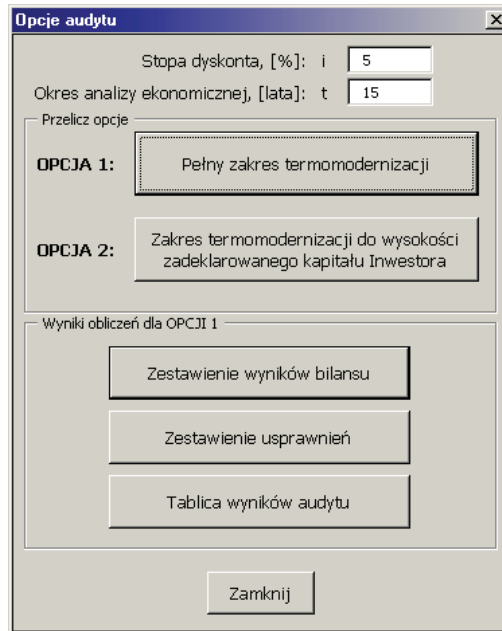 Opcje audytu
Stopa dyskonta, [%]: i 5
Okres analizy ekonomicznej, [lata]: t 15
Przelicz opcje
OPCJA 1: Pełny zakres termomodernizacji
OPCJA 2: Zakres termomodernizacji do wysokości
zadeklarowanego kapitału Inwestora
Wyniki obliczeń dla OPCJI 1
Zestawienie wyników bilansu
Zestawienie usprawnień
Tablica wyników audytu
Zamknij